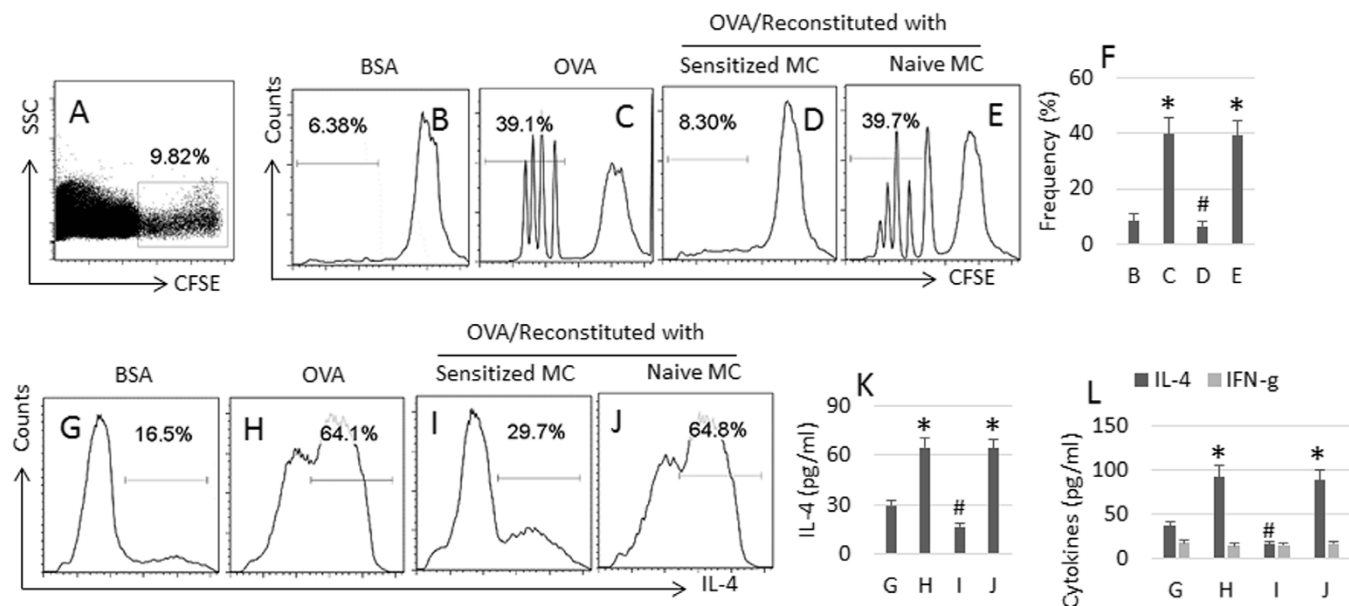 OVA/Reconstituted with
BSA OVA Sensitized MC Naive MC
SSC
A
9.82%
CFSE
Counts
6.38% B
39.1% C
8.30% D
39.7% E
CFSE
F
Frequency (%)
60
40
20
0
* # *
B C D E
OVA/Reconstituted with
BSA OVA Sensitized MC Naive MC
Counts
G 16.5%
H 64.1%
I 29.7%
J 64.8%
IL-4
K
IL-4 (pg/ml)
90
60
30
0
* # *
G H I J
L
IL-4 IFN-g
Cytokines (pg/ml)
150
100
50
0
* # *
G H I J